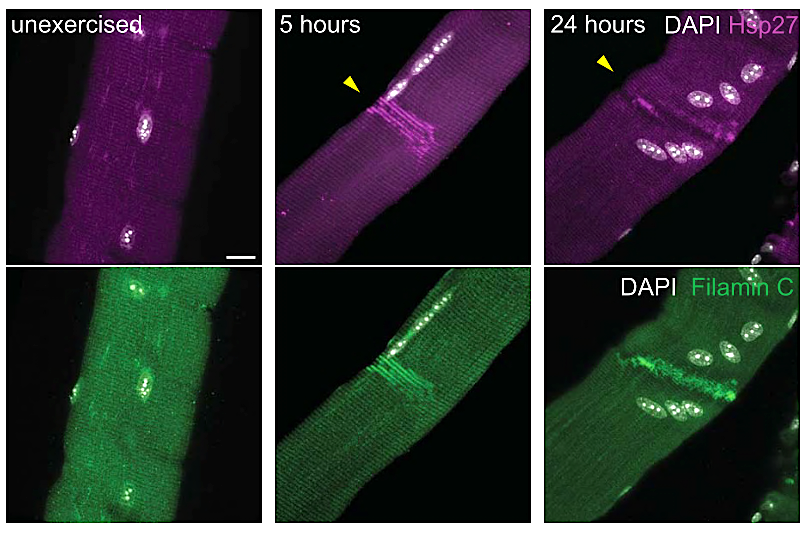 unexercised
5 hours
24 hours
DAPI Hsp27
DAPI Filamin C